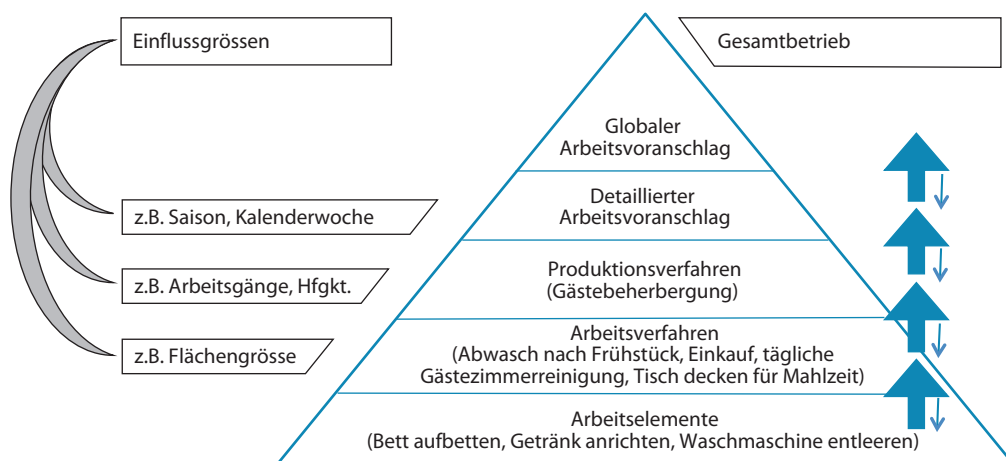 Einflussgrössen
Gesamtbetrieb
Globaler
Arbeitsvoranschlag
Detaillierter
Arbeitsvoranschlag
z.B. Saison, Kalenderwoche
Produktionsverfahren
(Gästebeherbergung)
z.B. Arbeitsgänge, Hfgkt.
Arbeitsverfahren
(Abwasch nach Frühstück, Einkauf, tägliche
Gästezimmerreinigung, Tisch decken für Mahlzeit)
z.B. Flächengrösse
Arbeitselemente
(Bett aufbetten, Getränk anrichten, Waschmaschine entleeren)